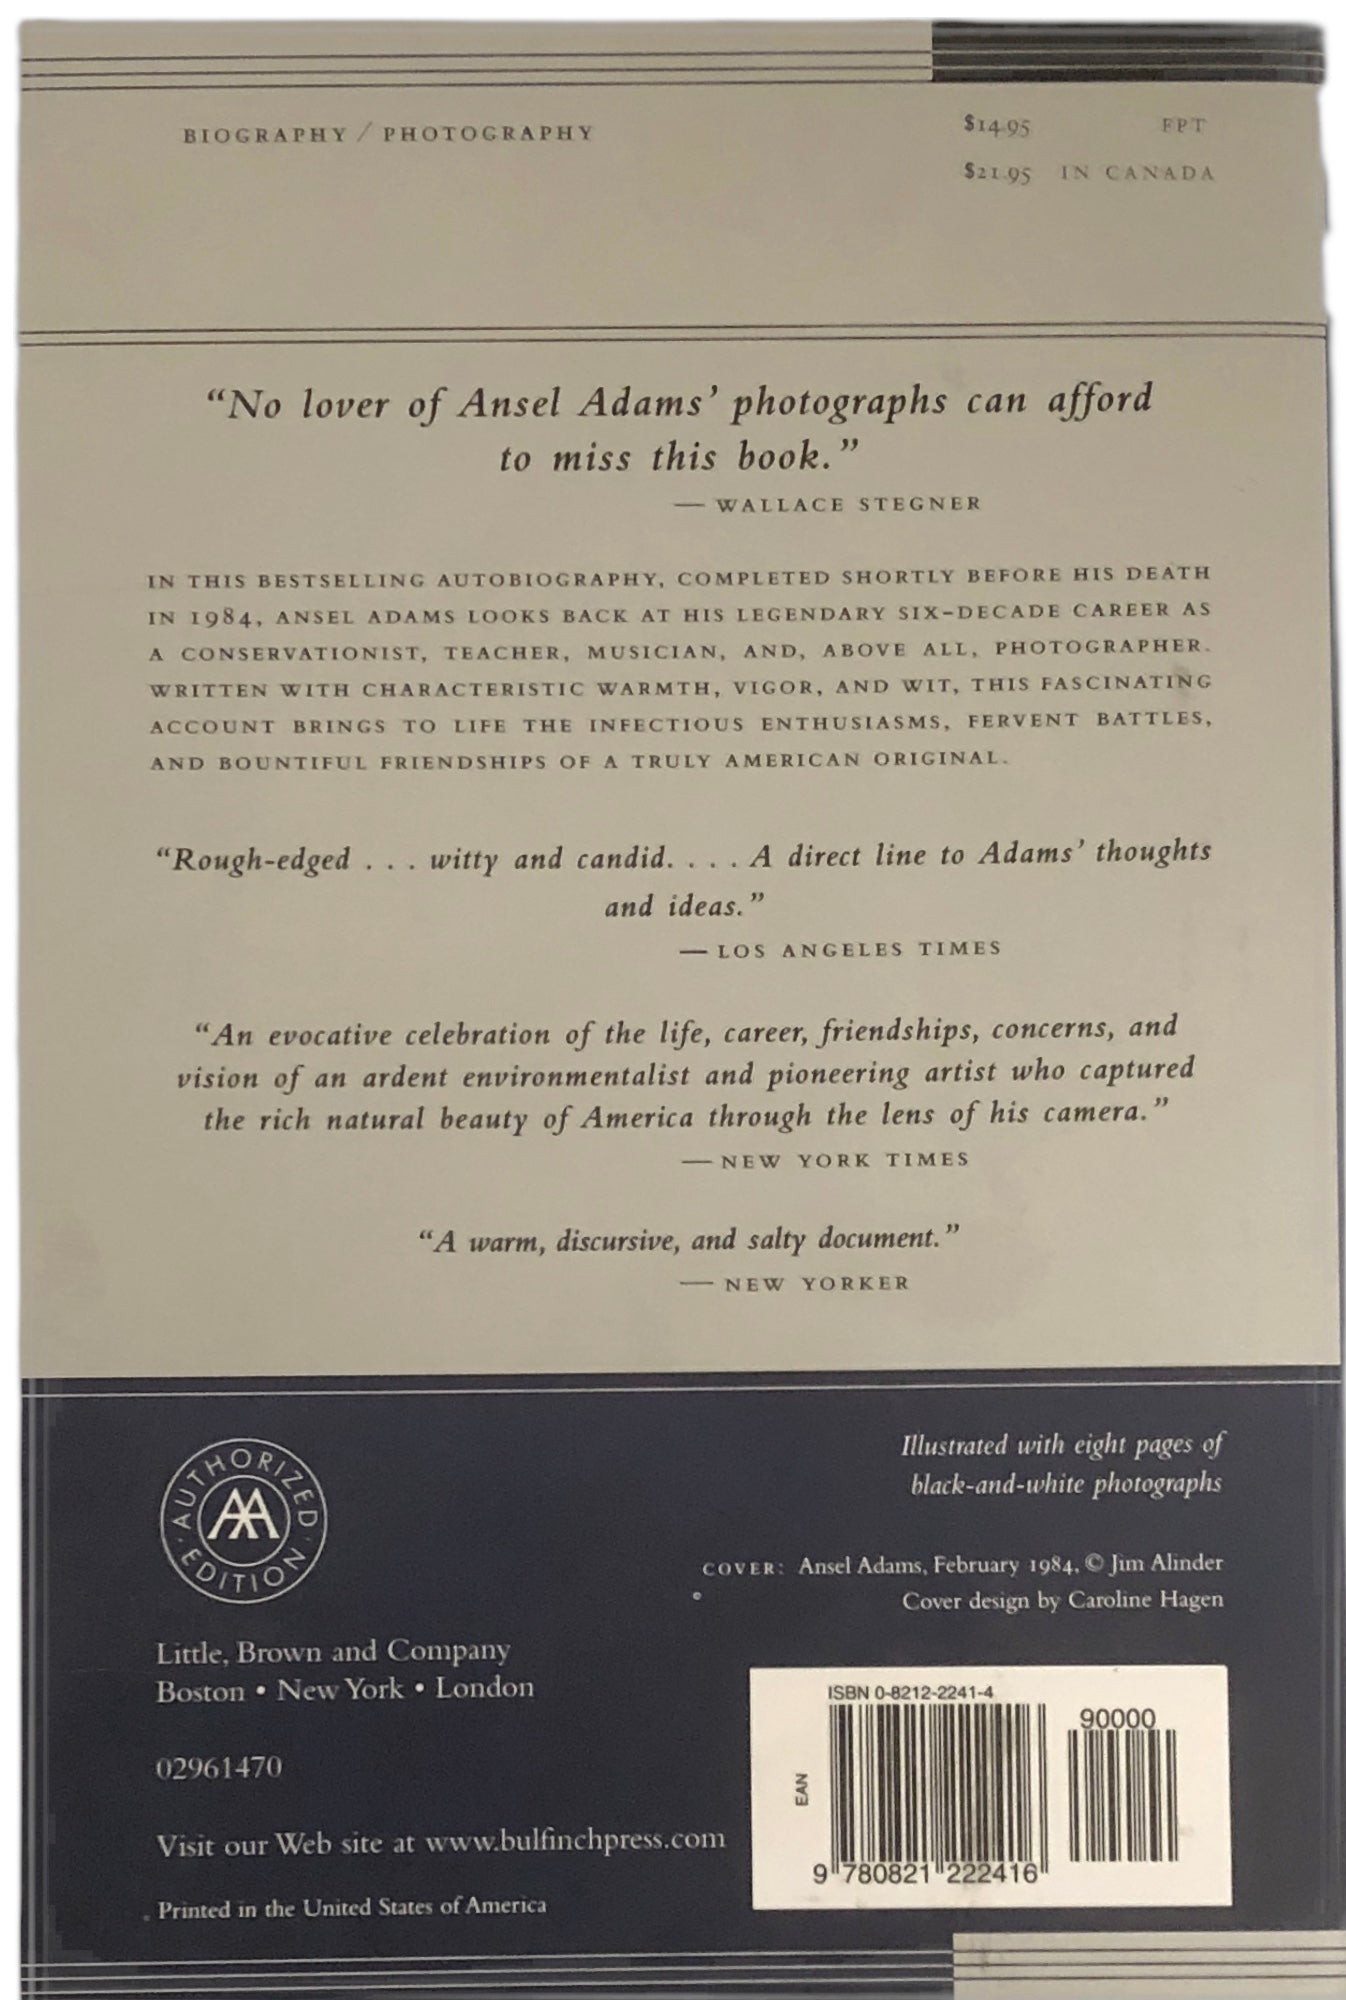 BIOGRAPHY / PHOTOGRAPHY
$14.95 FPT
$21.95 IN CANADA
“No lover of Ansel Adams’ photographs can afford
to miss this book.”
— WALLACE STEGNER
IN THIS BESTSELLING AUTOBIOGRAPHY, COMPLETED SHORTLY BEFORE HIS DEATH
IN 1984, ANSEL ADAMS LOOKS BACK AT HIS LEGENDARY SIX-DECADE CAREER AS
A CONSERVATIONIST, TEACHER, MUSICIAN, AND, ABOVE ALL, PHOTOGRAPHER.
WRITTEN WITH CHARACTERISTIC WARMTH, VIGOR, AND WIT, THIS FASCINATING
ACCOUNT BRINGS TO LIFE THE INFECTIOUS ENTHUSIASMS, FERVENT BATTLES,
AND BOUNTIFUL FRIENDSHIPS OF A TRULY AMERICAN ORIGINAL.
“Rough-edged . . . witty and candid. . . . A direct line to Adams’ thoughts
and ideas.”
— LOS ANGELES TIMES
“An evocative celebration of the life, career, friendships, concerns, and
vision of an ardent environmentalist and pioneering artist who captured
the rich natural beauty of America through the lens of his camera.”
— NEW YORK TIMES
“A warm, discursive, and salty document.”
— NEW YORKER
AUTHORIZED
AA
· EDITION ·
Illustrated with eight pages of
black-and-white photographs
COVER: Ansel Adams, February 1984, © Jim Alinder
Cover design by Caroline Hagen
Little, Brown and Company
Boston • New York • London
02961470
Visit our Web site at www.bulfinchpress.com
Printed in the United States of America
ISBN 0-8212-2241-4
90000
EAN
9 780821 222416